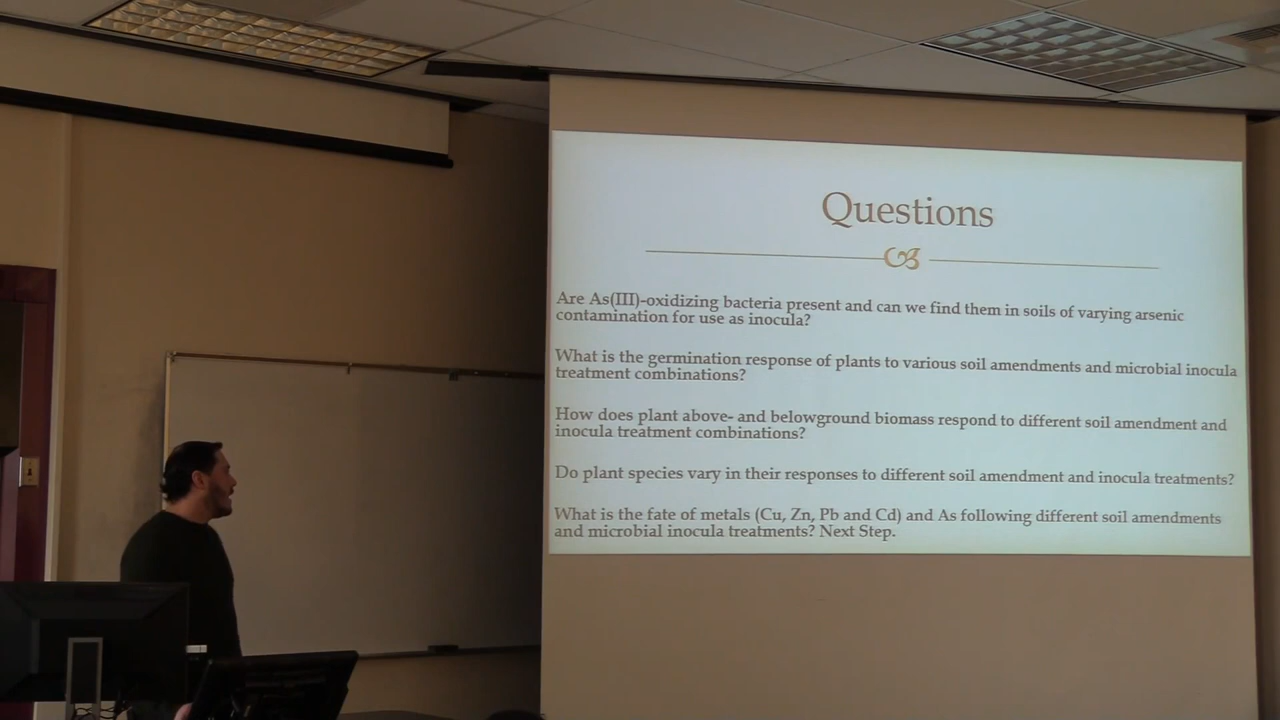 Questions
Are As(III)-oxidizing bacteria present and can we find them in soils of varying arsenic
contamination for use as inocula?
What is the germination response of plants to various soil amendments and microbial inocula
treatment combinations?
How does plant above- and belowground biomass respond to different soil amendment and
inocula treatment combinations?
Do plant species vary in their responses to different soil amendment and inocula treatments?
What is the fate of metals (Cu, Zn, Pb and Cd) and As following different soil amendments
and microbial inocula treatments? Next Step.